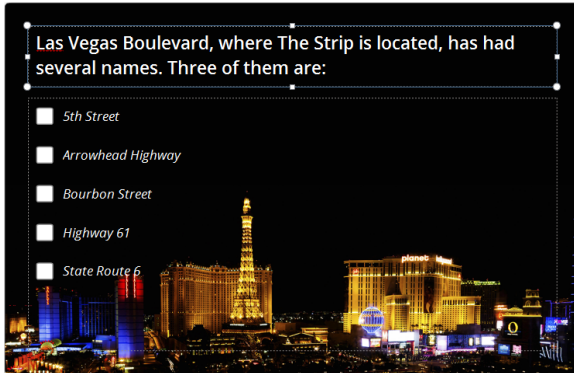 Las Vegas Boulevard, where The Strip is located, has had
several names. Three of them are:
5th Street
Arrowhead Highway
Bourbon Street
Highway 61
State Route 6
planet